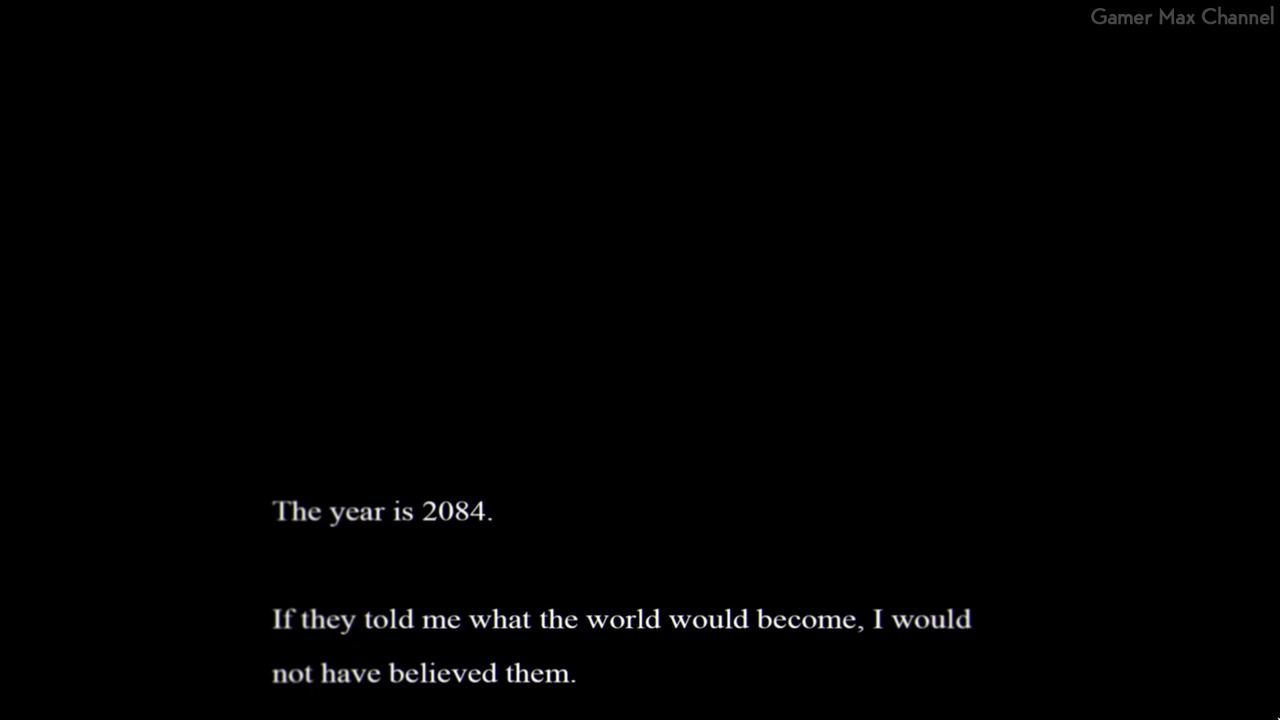 Gamer Max Channel
The year is 2084.
If they told me what the world would become, I would
not have believed them.